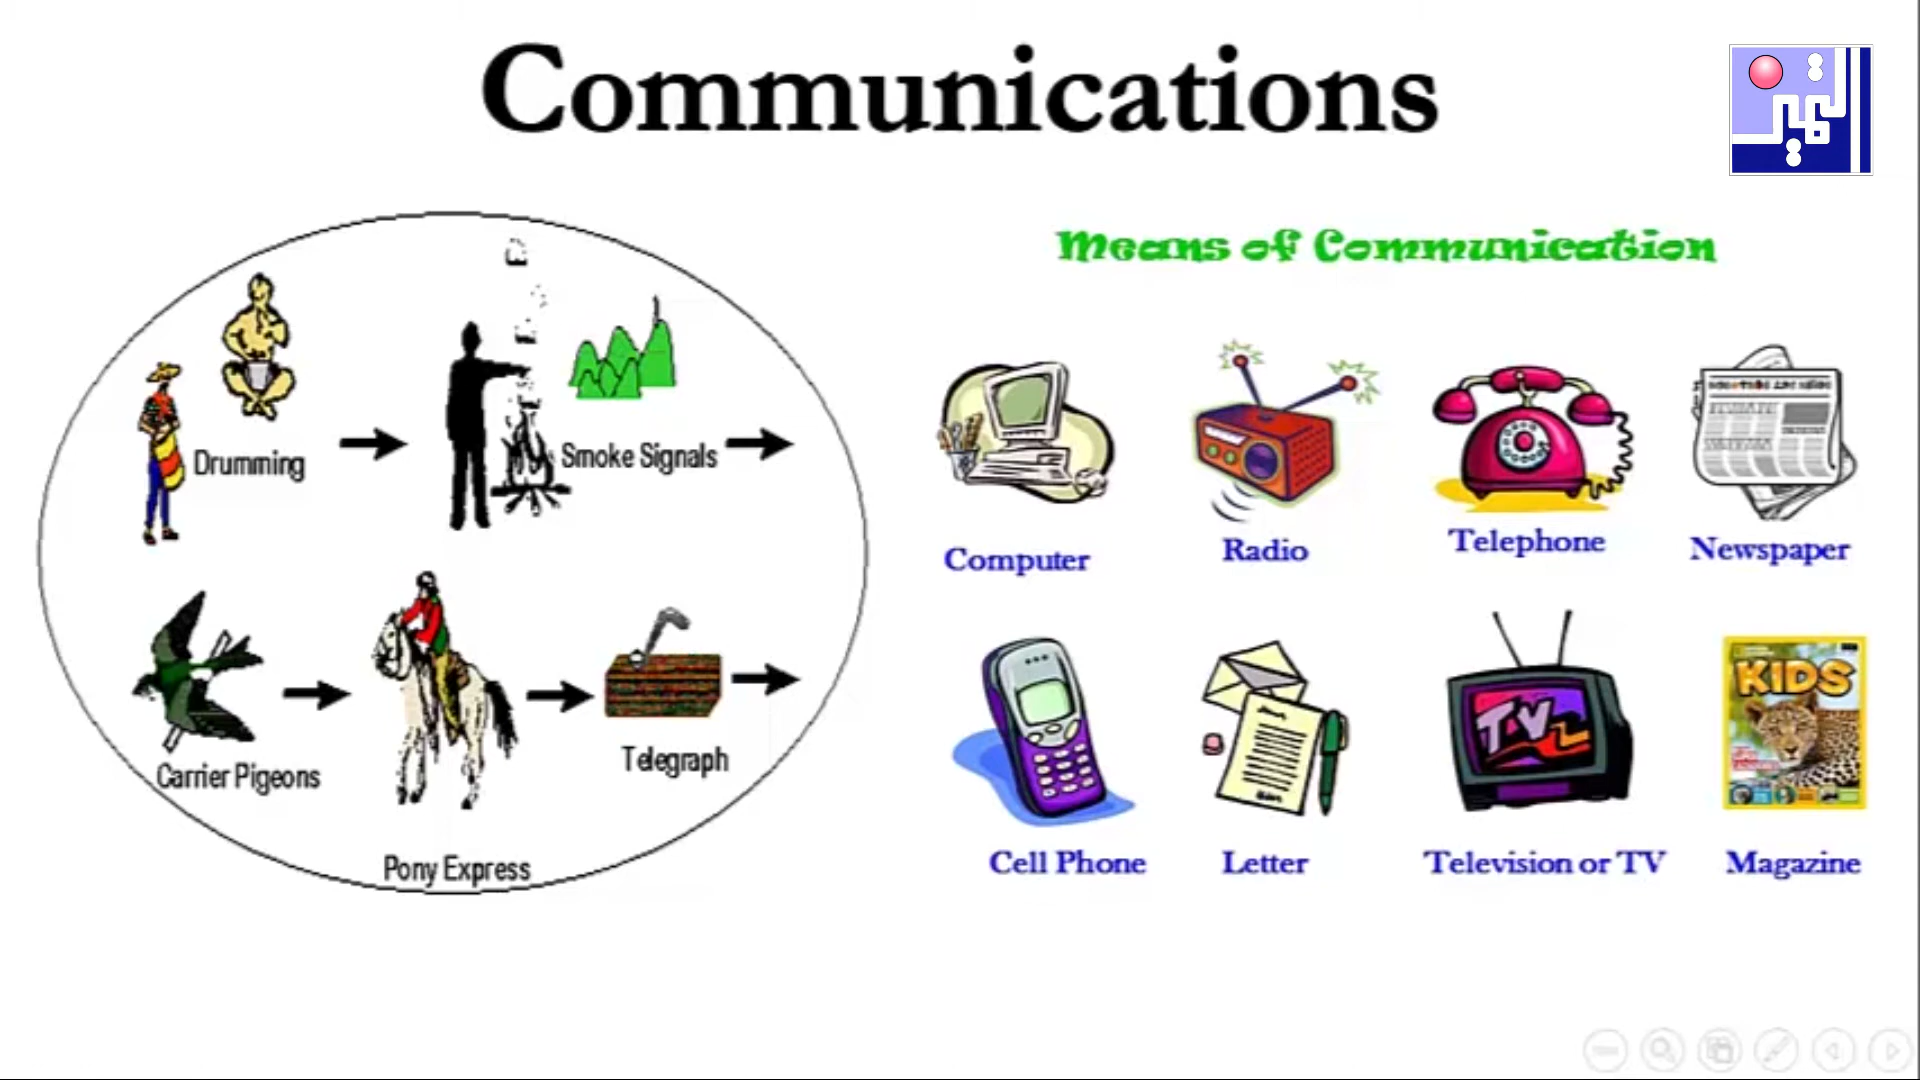 Communications
Drumming
Smoke Signals
Carrier Pigeons
Telegraph
Pony Express
Means of Communication
Computer
Radio
Telephone
Newspaper
TV
KIDS
Cell Phone
Letter
Television or TV
Magazine